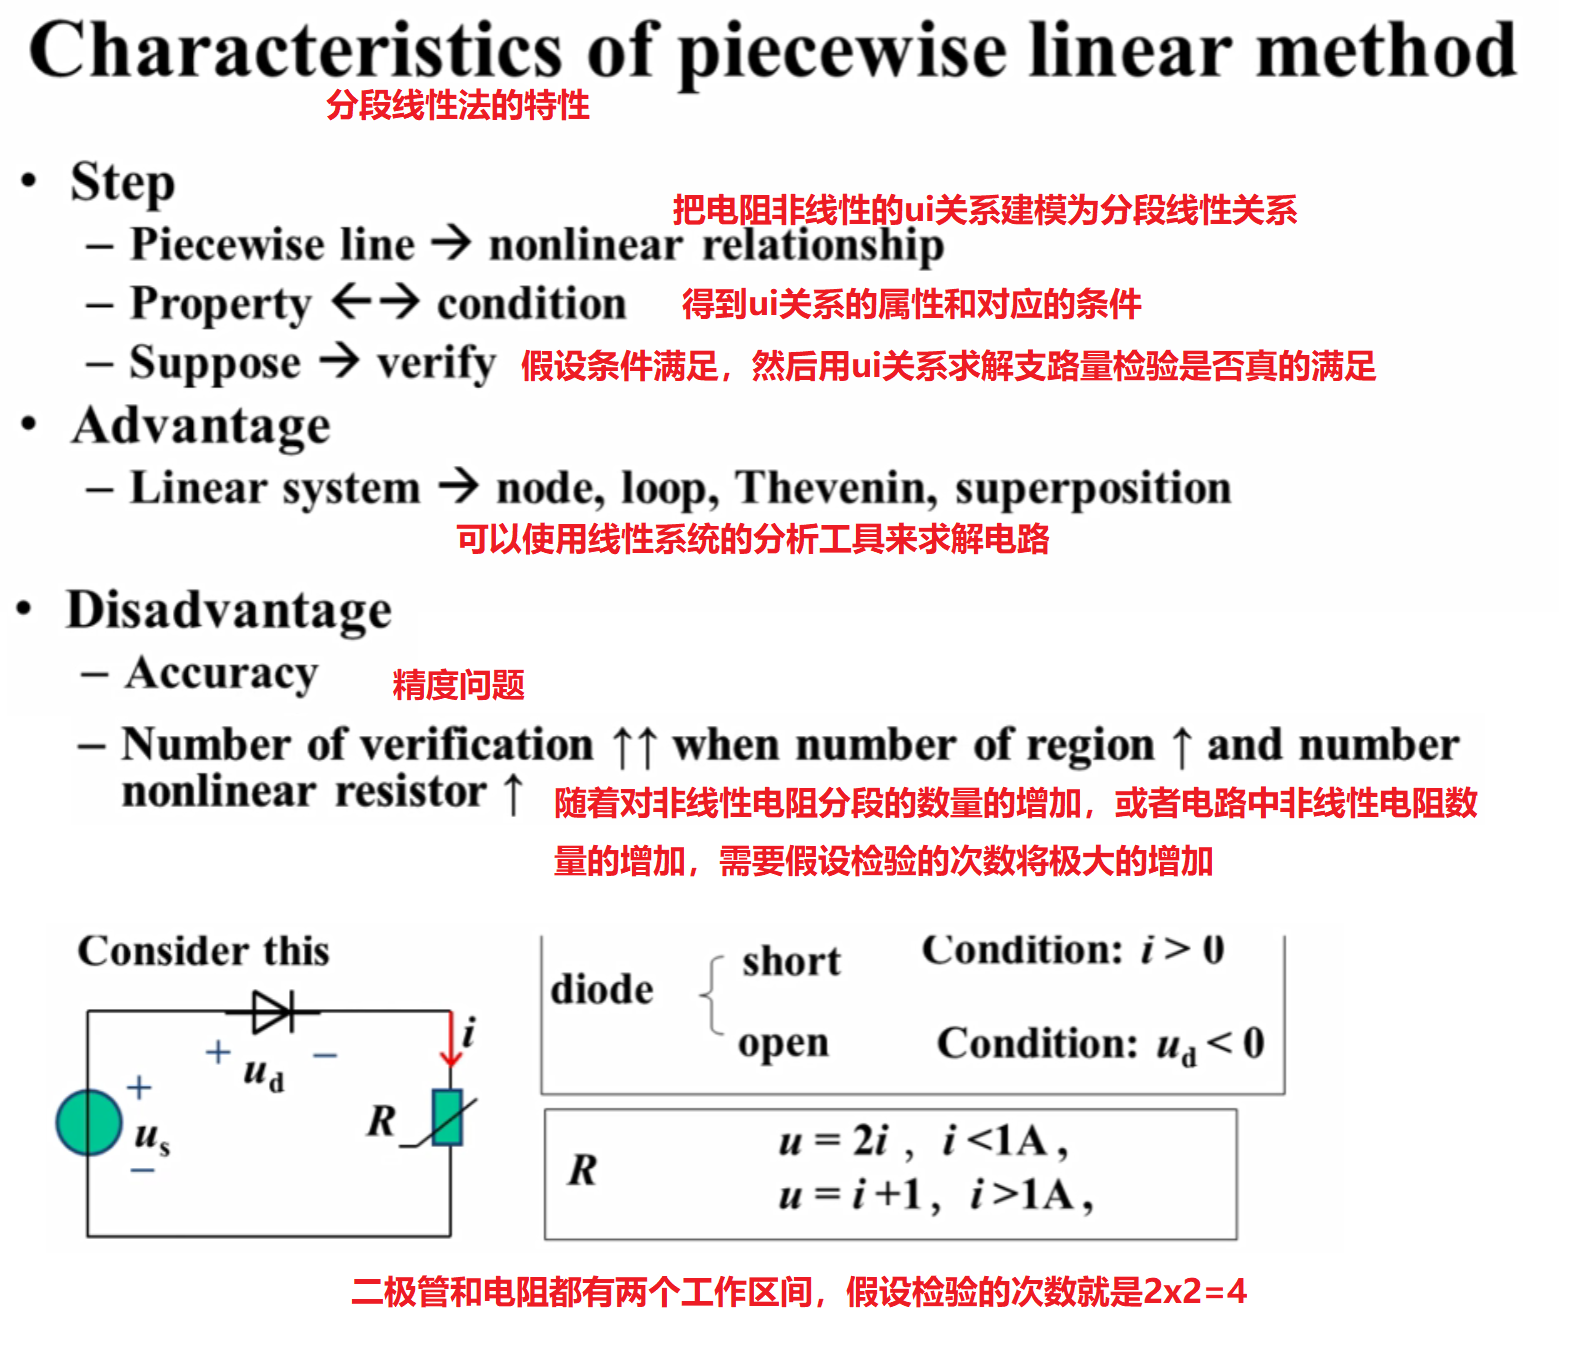 Characteristics of piecewise linear method
分段线性法的特性
• Step
把电阻非线性的ui关系建模为分段线性关系
– Piecewise line → nonlinear relationship
– Property ←→ condition 得到ui关系的属性和对应的条件
– Suppose → verify 假设条件满足，然后用ui关系求解支路量检验是否真的满足
• Advantage
– Linear system → node, loop, Thevenin, superposition
可以使用线性系统的分析工具来求解电路
• Disadvantage
– Accuracy 精度问题
– Number of verification ↑↑ when number of region ↑ and number
nonlinear resistor ↑ 随着对非线性电阻分段的数量的增加，或者电路中非线性电阻数
量的增加，需要假设检验的次数将极大的增加
Consider this
+ ud –
i
+
us
–
R
diode
short Condition: i > 0
open Condition: ud < 0
R
u = 2i , i <1A ,
u = i +1 , i >1A ,
二极管和电阻都有两个工作区间，假设检验的次数就是2x2=4